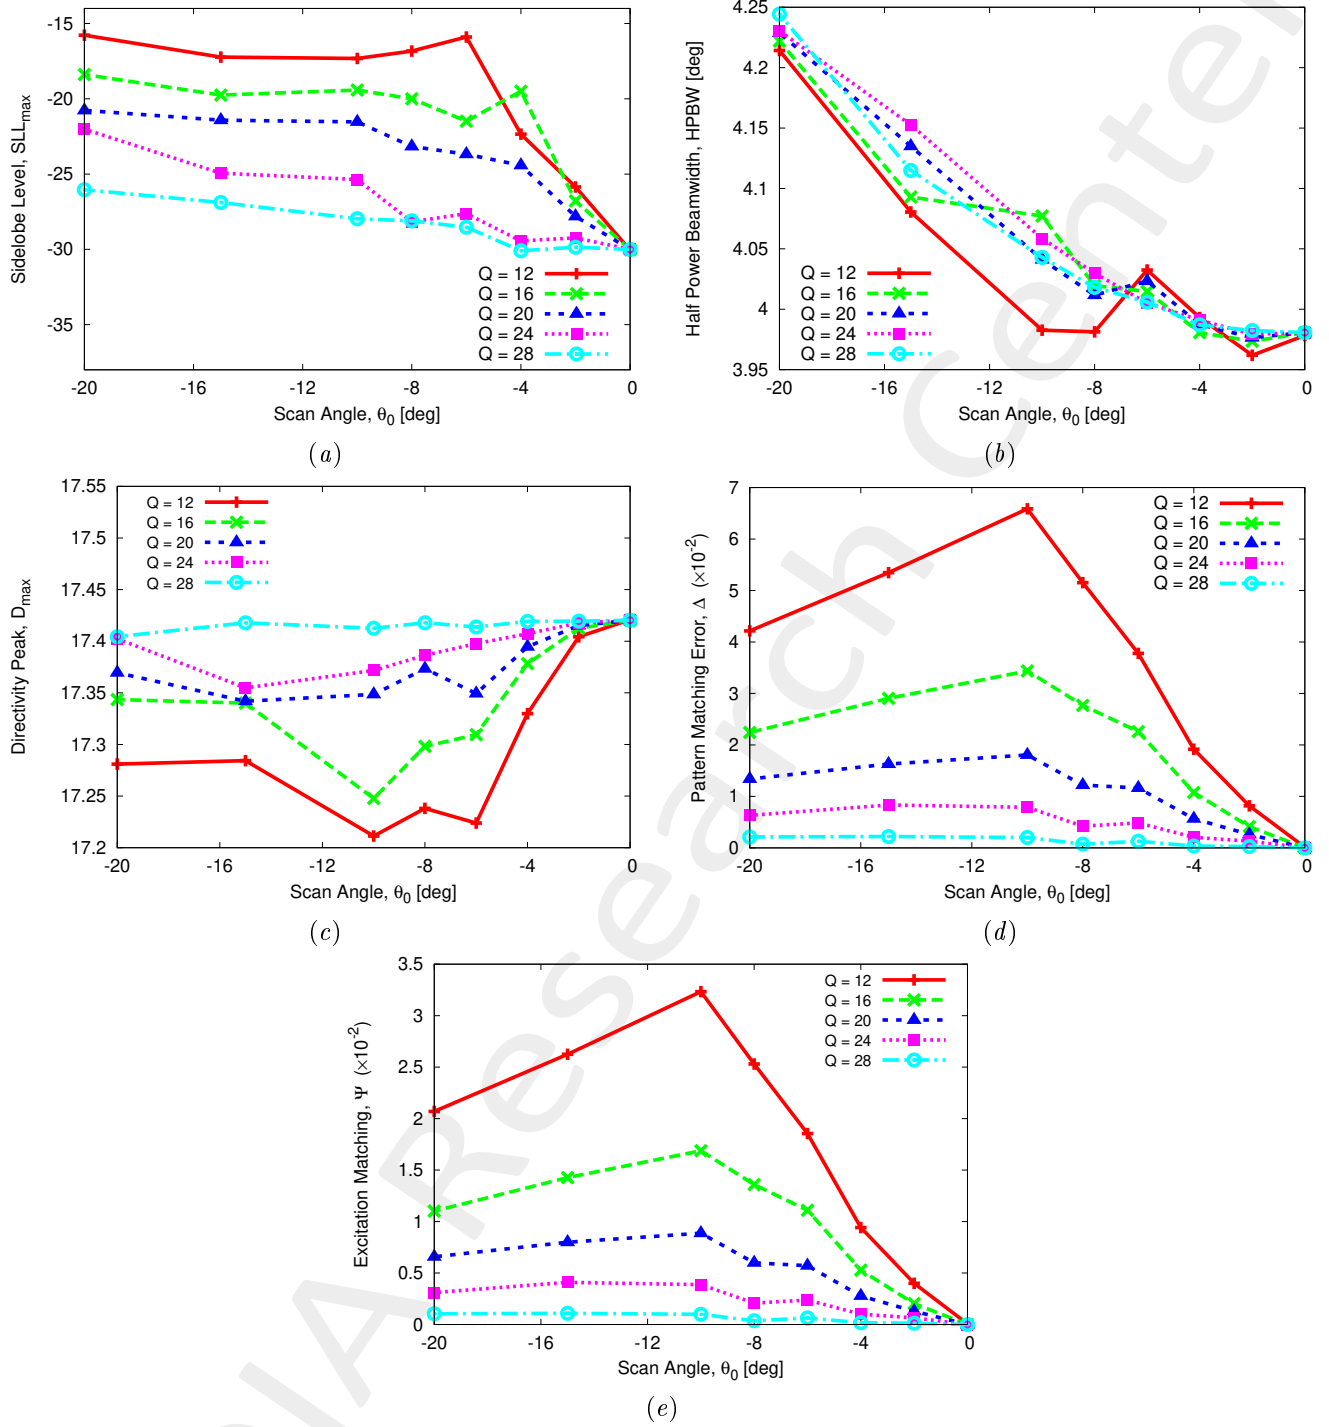 -15
-20
-25
-30
-35
-20
-16
-12
-8
-4
0
Sidelobe Level, SLLmax
Scan Angle, θ0 [deg]
Q = 12
Q = 16
Q = 20
Q = 24
Q = 28
(a)
4.25
4.2
4.15
4.1
4.05
4
3.95
-20
-16
-12
-8
-4
0
Half Power Beamwidth, HPBW [deg]
Scan Angle, θ0 [deg]
Q = 12
Q = 16
Q = 20
Q = 24
Q = 28
(b)
17.55
17.5
17.45
17.4
17.35
17.3
17.25
17.2
-20
-16
-12
-8
-4
0
Directivity Peak, Dmax
Scan Angle, θ0 [deg]
Q = 12
Q = 16
Q = 20
Q = 24
Q = 28
(c)
7
6
5
4
3
2
1
0
-20
-16
-12
-8
-4
0
Pattern Matching Error, Δ (×10-2)
Scan Angle, θ0 [deg]
Q = 12
Q = 16
Q = 20
Q = 24
Q = 28
(d)
3.5
3
2.5
2
1.5
1
0.5
0
-20
-16
-12
-8
-4
0
Excitation Matching, Ψ (×10-2)
Scan Angle, θ0 [deg]
Q = 12
Q = 16
Q = 20
Q = 24
Q = 28
(e)
Research Center